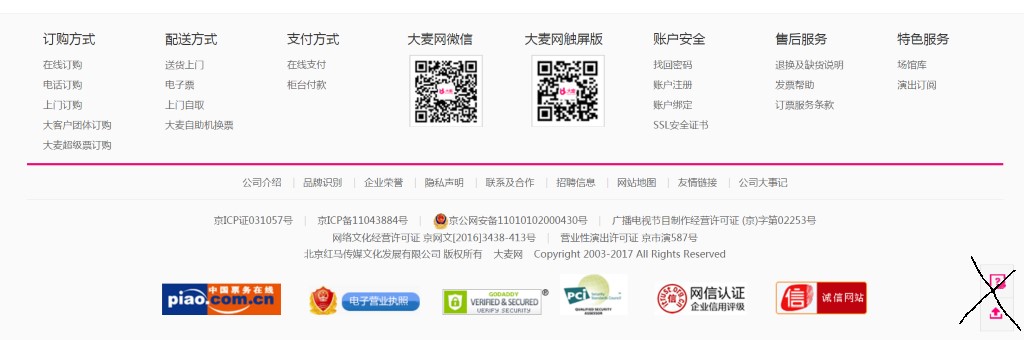 订购方式 配送方式 支付方式 大麦网微信 大麦网触屏版 账户安全 售后服务 特色服务
在线订购 送货上门 在线支付 找回密码 退换及缺货说明 场馆库
电话订购 电子票 柜台付款 账户注册 发票帮助 演出订阅
上门订购 上门自取 账户绑定 订票服务条款
大客户团体订购 大麦自助机换票 SSL安全证书
大麦超级票订购
公司介绍 | 品牌识别 | 企业荣誉 | 隐私声明 | 联系及合作 | 招聘信息 | 网站地图 | 友情链接 | 公司大事记
京ICP证031057号 | 京ICP备11043884号 | 京公网安备11010102000430号 | 广播电视节目制作经营许可证 (京)字第02253号
网络文化经营许可证 京网文[2016]3438-413号 | 营业性演出许可证 京市演587号
北京红马传媒文化发展有限公司 版权所有 大麦网 Copyright 2003-2017 All Rights Reserved
中国票务在线
piao.com.cn
电子营业执照
GODADDY
VERIFIED & SECURED
VERIFY SECURITY
PCI
QUALIFIED SECURITY
ASSESSOR
网信认证
企业信用评级
信 诚信网站